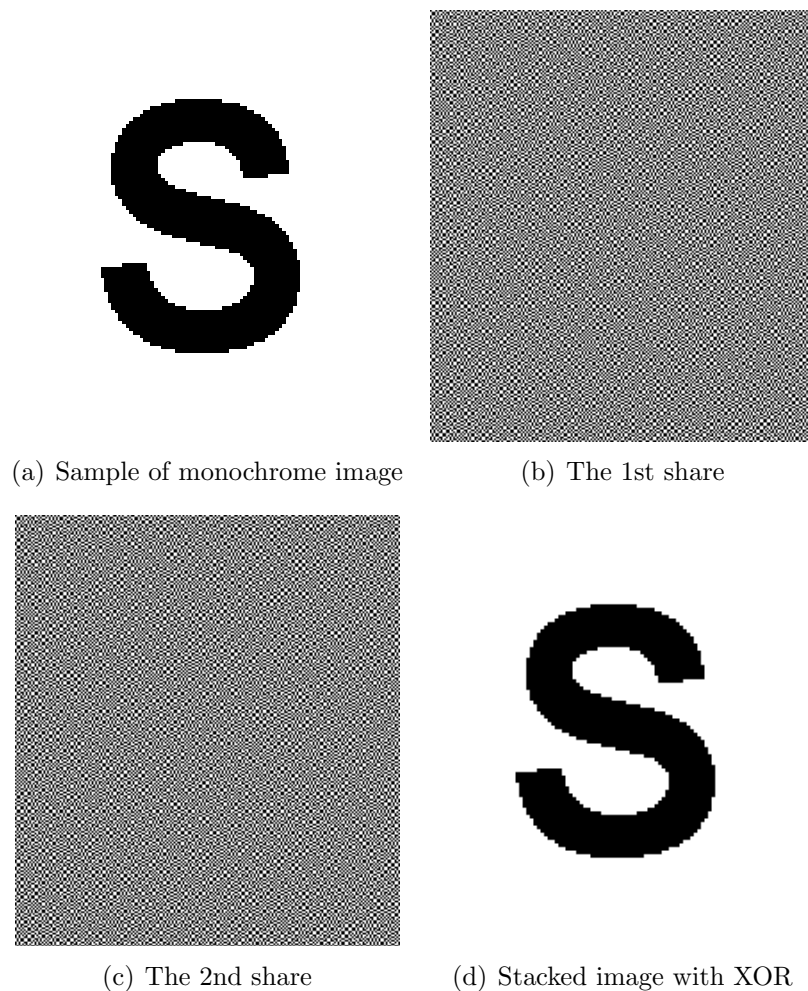 S
(a) Sample of monochrome image
(b) The 1st share
S
(c) The 2nd share
(d) Stacked image with XOR